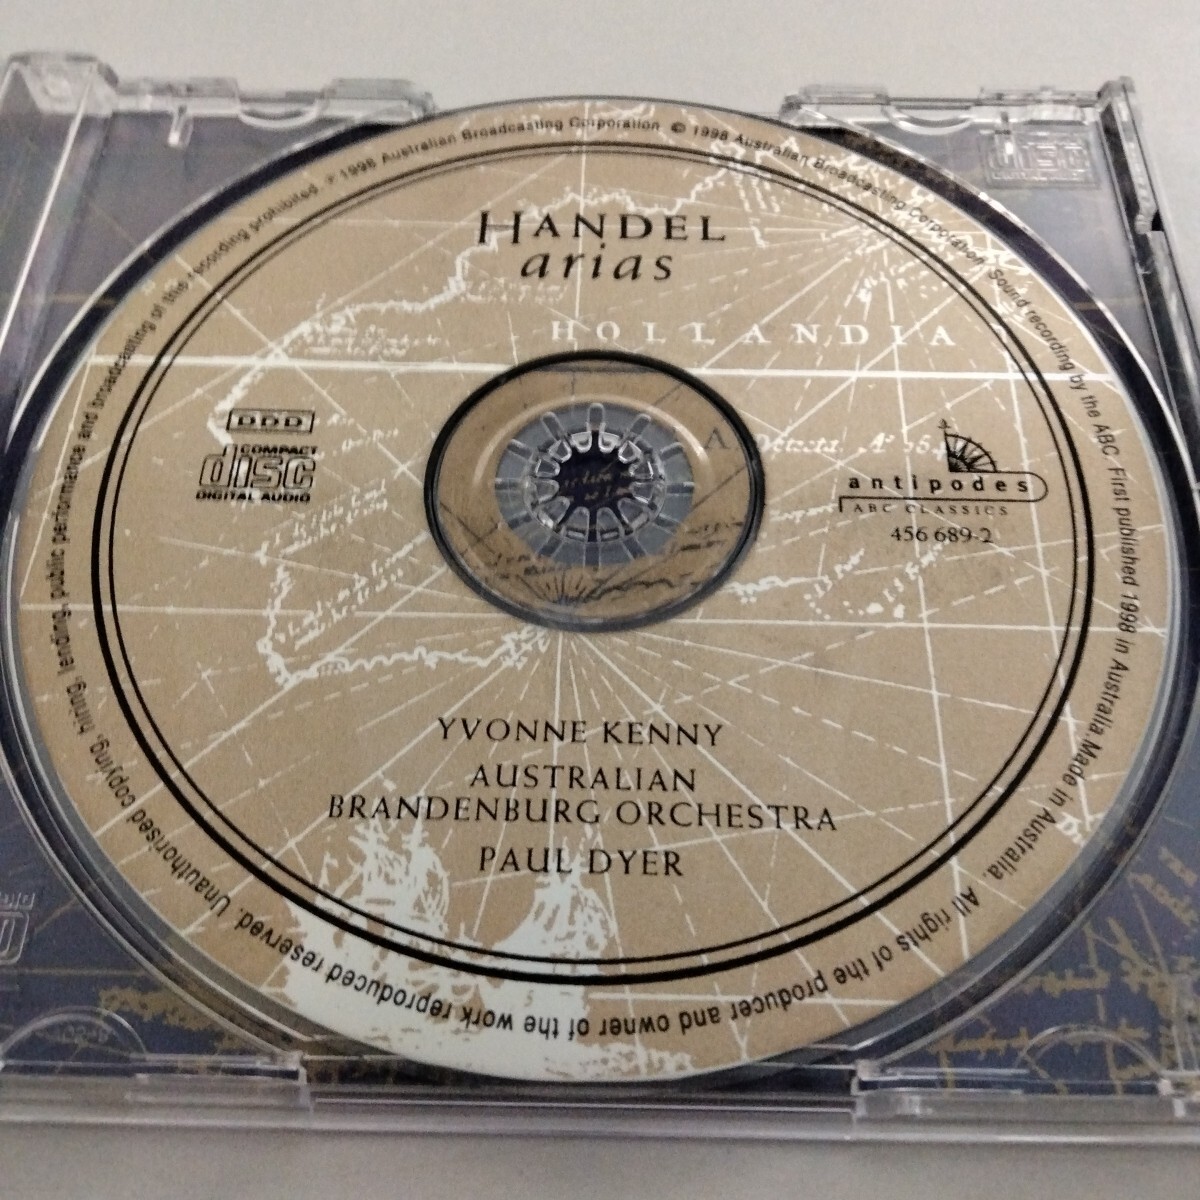 HANDEL
arias
HOLLANDIA
DDD
COMPACT
disc
DIGITAL AUDIO
A Detecta Aº
antipodes
ABC CLASSICS
456 689-2
YVONNE KENNY
AUSTRALIAN
BRANDENBURG ORCHESTRA
PAUL DYER
℗ 1998 Australian Broadcasting Corporation © 1998 Australian Broadcasting Corporation. Sound recording by the ABC. First published 1998 in Australia. Made in Australia. All rights of the producer and owner of the work reproduced reserved. Unauthorised copying, hiring, lending, public performance and broadcasting of the recording prohibited.